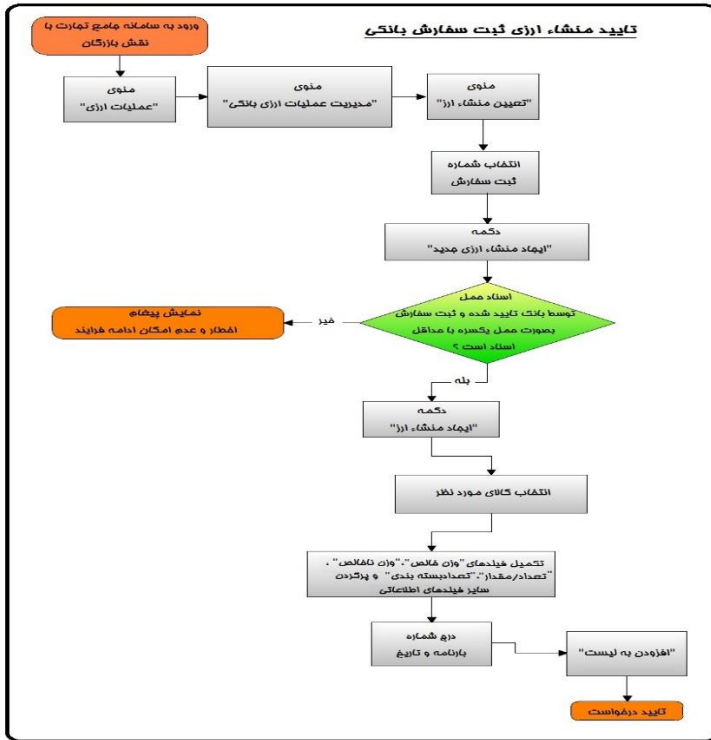 تایید منشاء ارزی ثبت سفارش بانکی
ورود به سامانه جامع تجارت با
نقش بازرگان
منوی
"عملیات ارزی"
منوی
"مدیریت عملیات ارزی بانکی"
منوی
"تعیین منشاء ارز"
انتخاب شماره
ثبت سفارش
دکمه
"ایجاد منشاء ارزی جدید"
اسناد حمل
توسط بانک تایید شده و ثبت سفارش
بصورت حمل یکسره با حداقل
اسناد است ؟
خیر
نمایش پیغام
اخطار و عدم امکان ادامه فرایند
بله
دکمه
"ایجاد منشاء ارز"
انتخاب کالای مورد نظر
تکمیل فیلدهای "وزن خالص"، "وزن ناخالص" ،
"تعداد/مقدار"، "تعدادبسته بندی" و پرکردن
سایز فیلدهای اطلاعاتی
درج شماره
بارنامه و تاریخ
"افزودن به لیست"
تایید درخواست